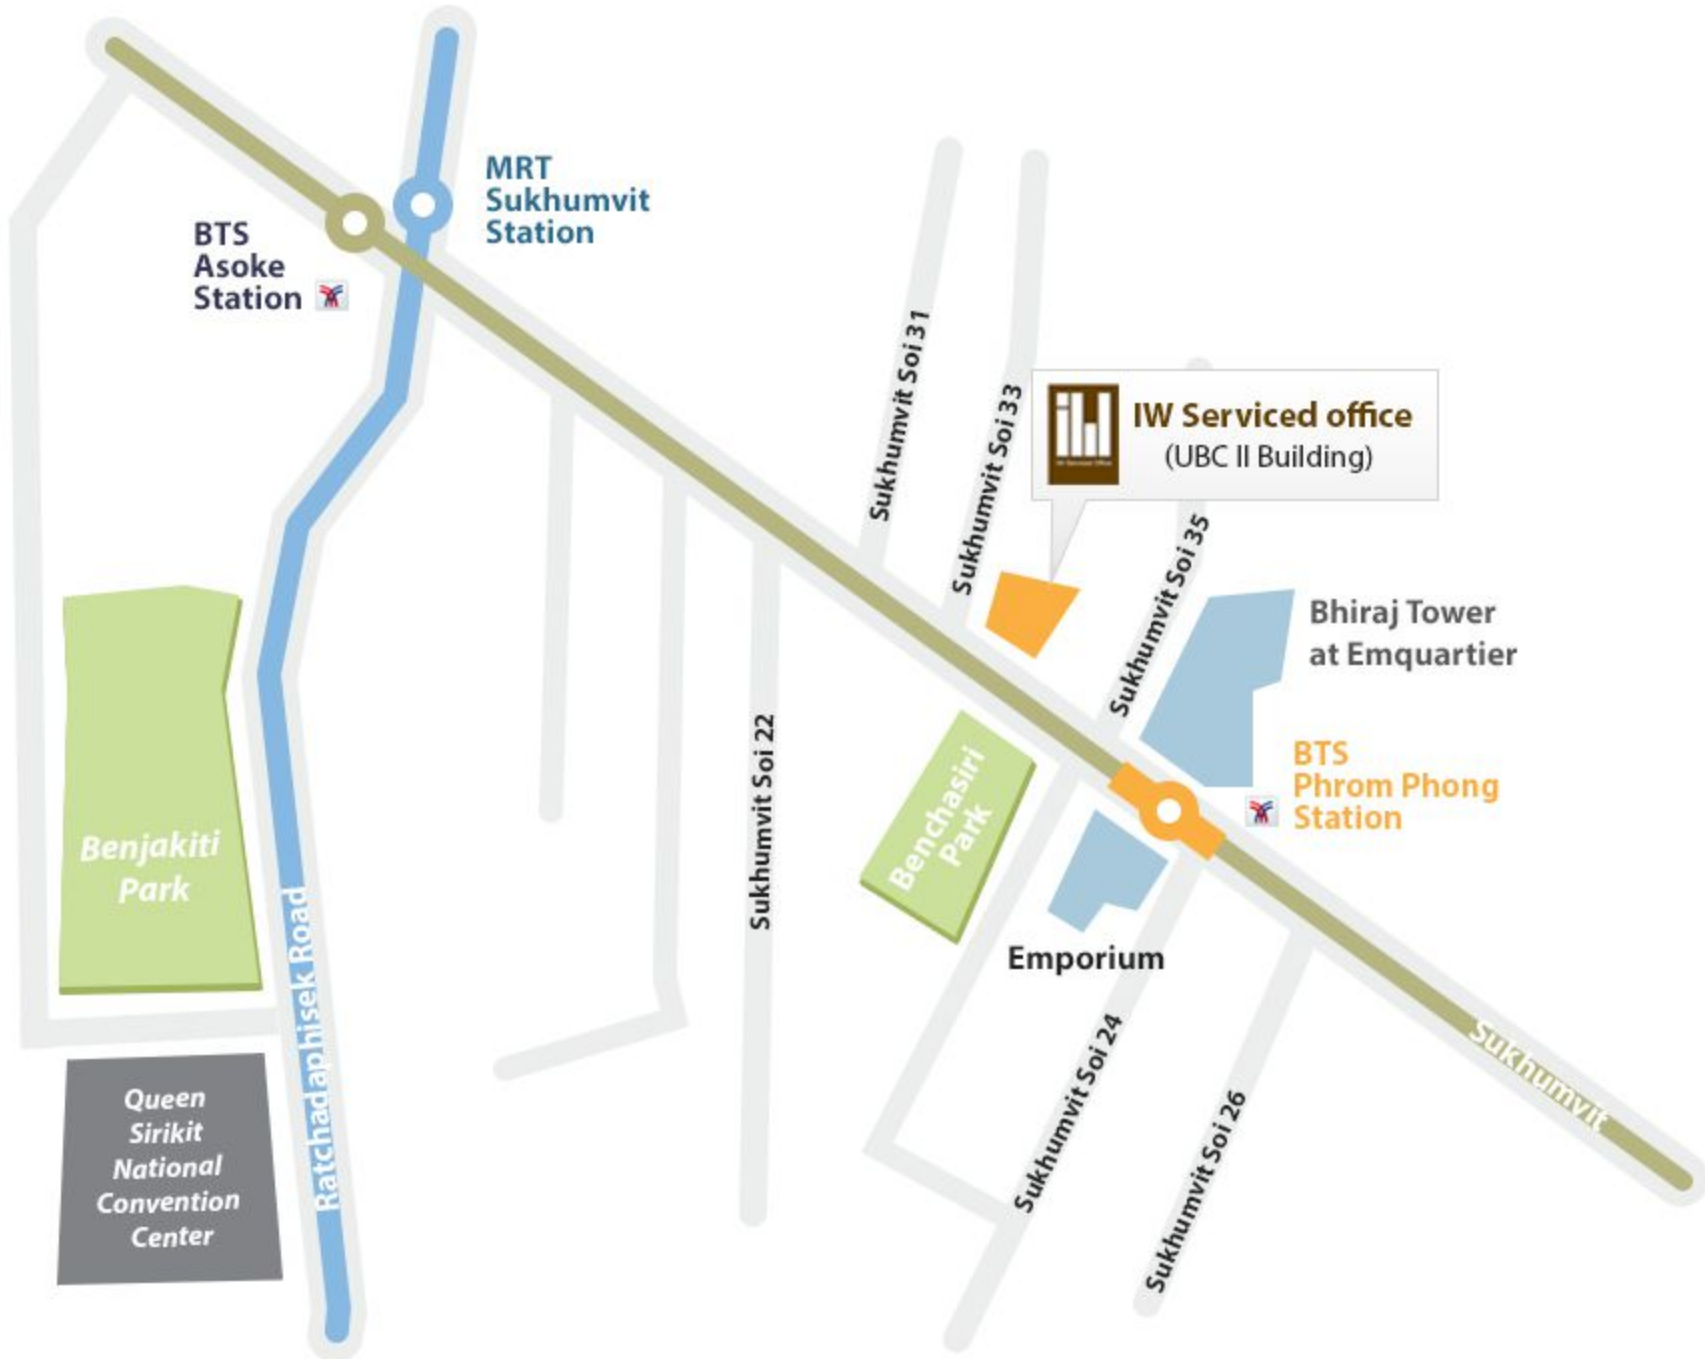 MRT
Sukhumvit
Station
BTS
Asoke
Station
Sukhumvit Soi 31
Sukhumvit Soi 33
IW Serviced office
(UBC II Building)
Sukhumvit Soi 35
Bhiraj Tower
at Emquartier
BTS
Phrom Phong
Station
Sukhumvit Soi 22
Benchasiri
Park
Benjakiti
Park
Emporium
Ratchadaphisek Road
Sukhumvit Soi 24
Sukhumvit Soi 26
Sukhumvit
Queen
Sirikit
National
Convention
Center